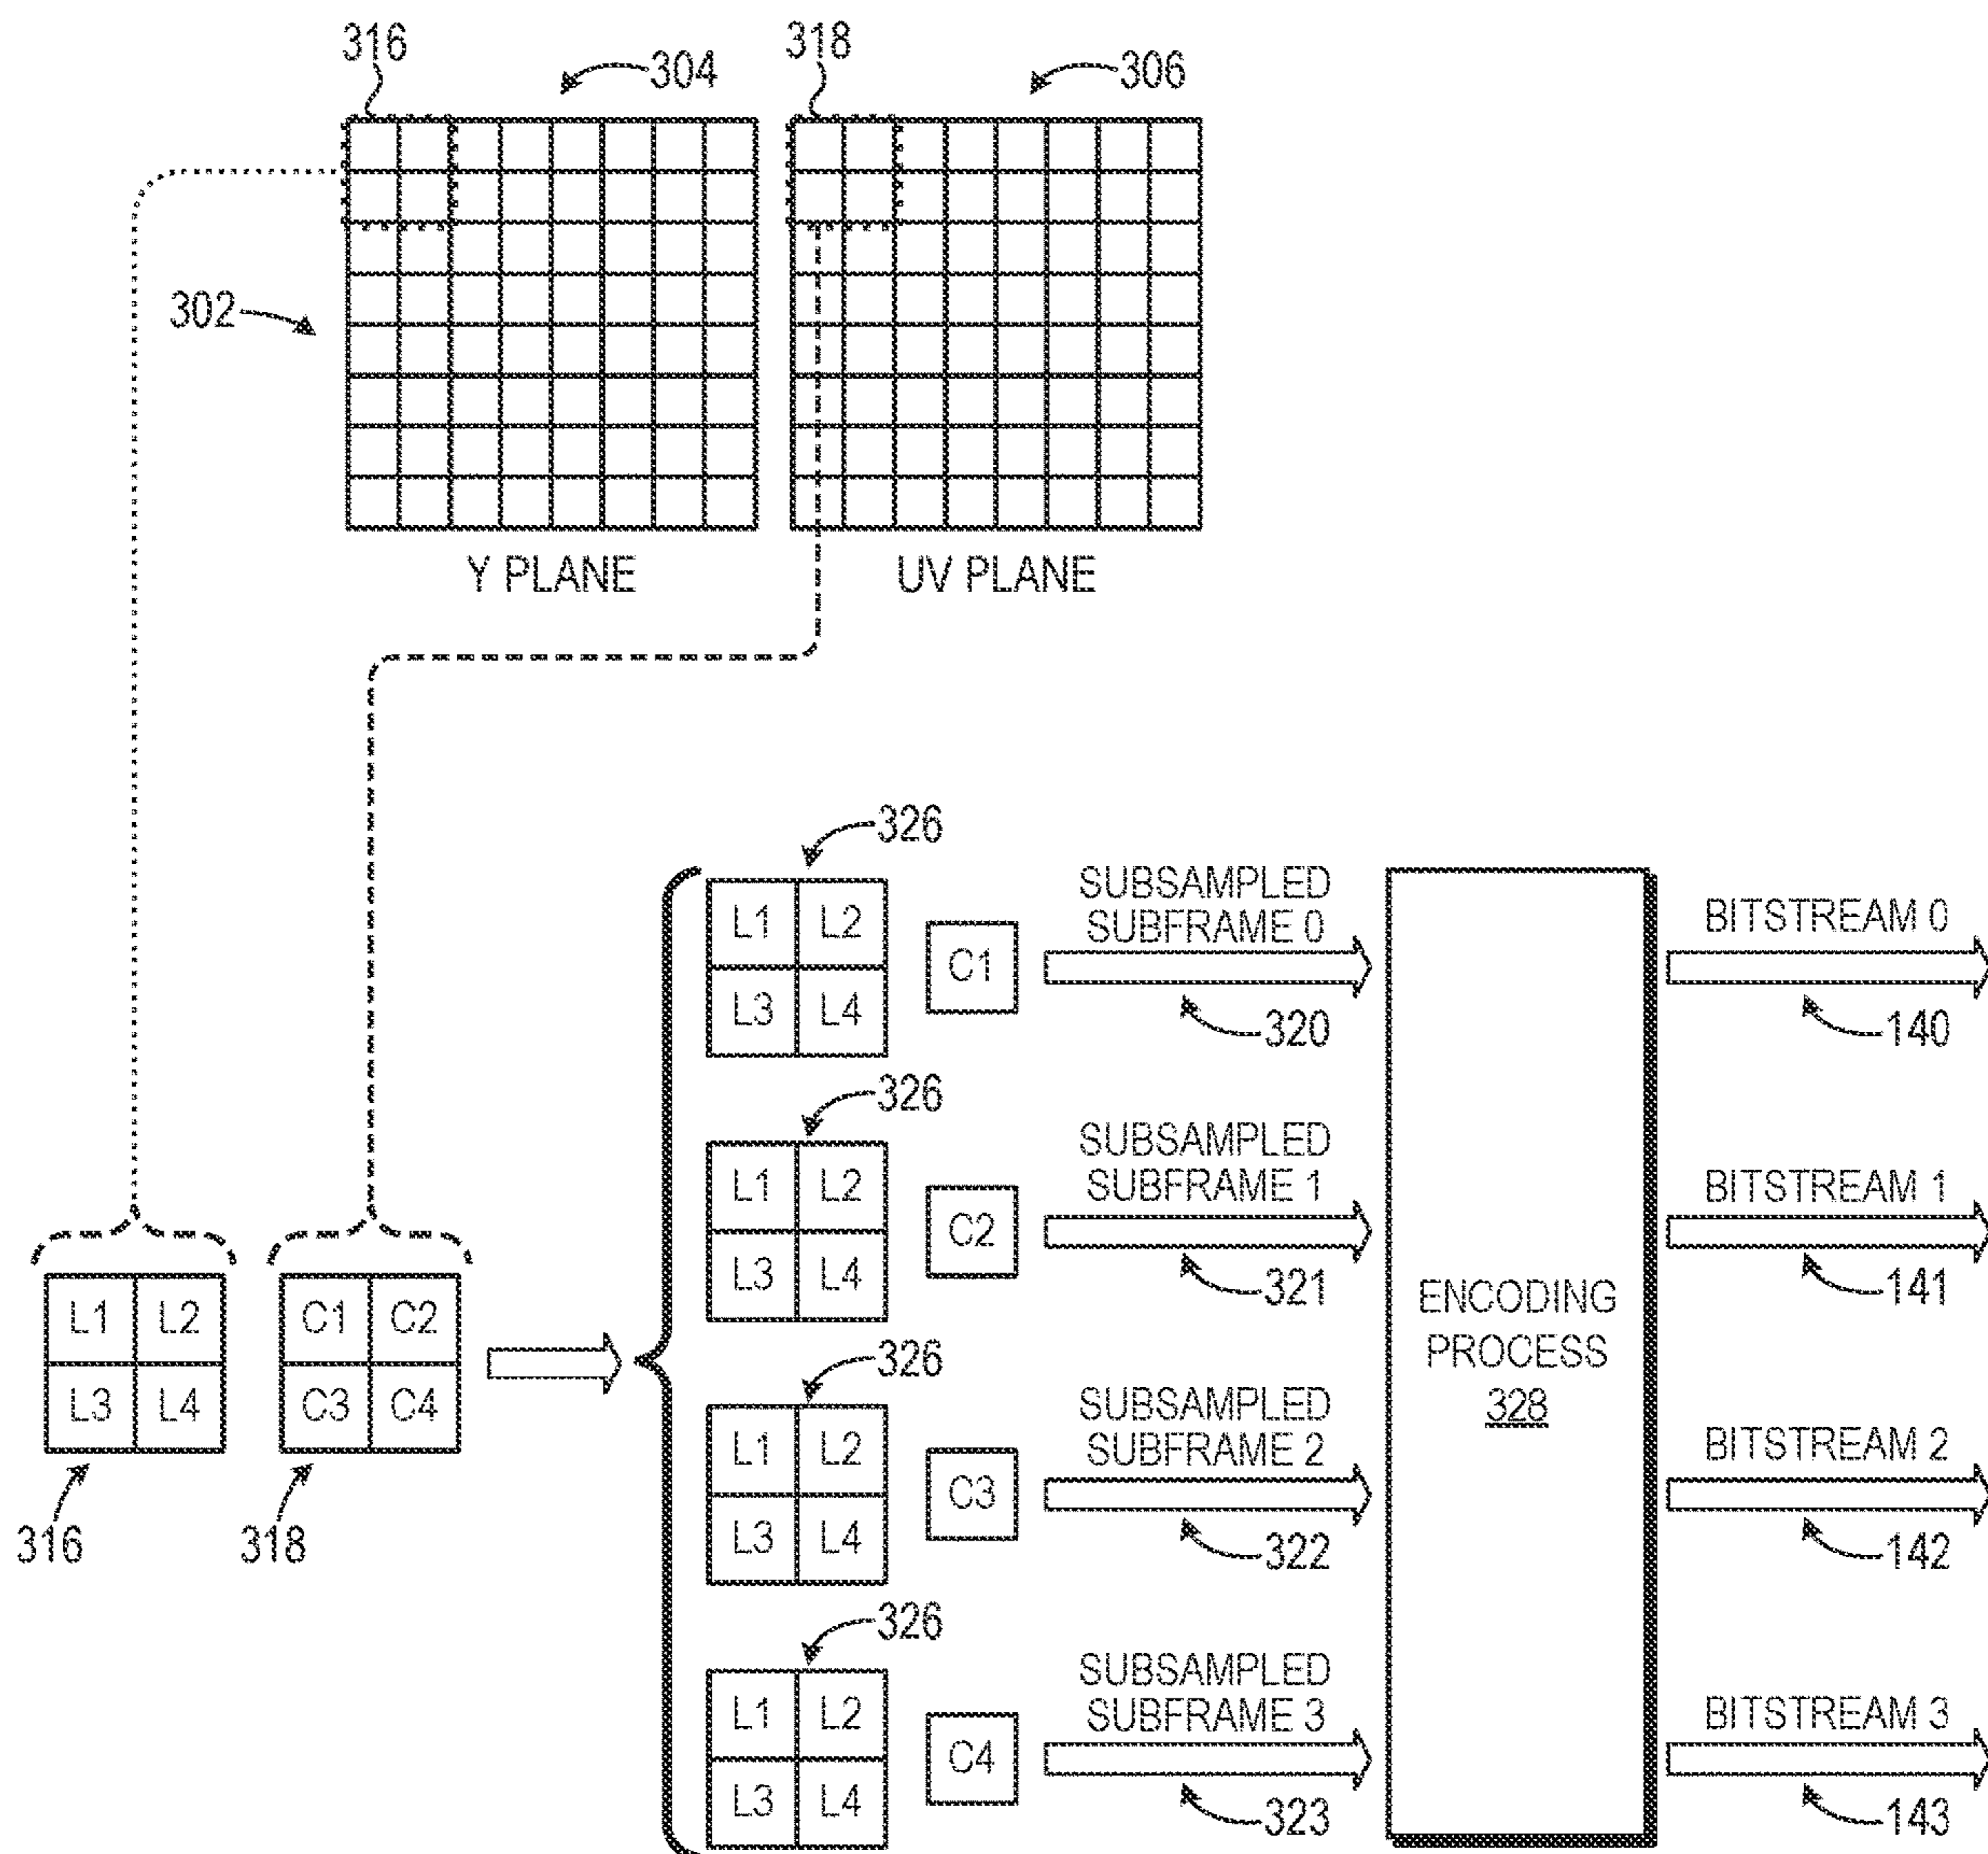 316
304
318
306
302
Y PLANE
UV PLANE
326
L1 L2
L3 L4
C1
SUBSAMPLED
SUBFRAME 0
320
BITSTREAM 0
140
326
L1 L2
L3 L4
C2
SUBSAMPLED
SUBFRAME 1
321
BITSTREAM 1
141
L1 L2
L3 L4
316
C1 C2
C3 C4
318
ENCODING
PROCESS
328
326
L1 L2
L3 L4
C3
SUBSAMPLED
SUBFRAME 2
322
BITSTREAM 2
142
326
L1 L2
L3 L4
C4
SUBSAMPLED
SUBFRAME 3
323
BITSTREAM 3
143